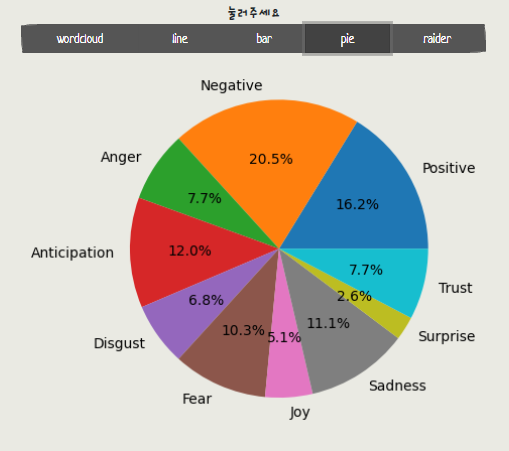 눌러주세요
wordcloud line bar pie raider
Negative
Positive
Anger
Anticipation
Disgust
Fear
Joy
Sadness
Surprise
Trust
20.5%
16.2%
7.7%
12.0%
6.8%
10.3%
5.1%
11.1%
2.6%
7.7%